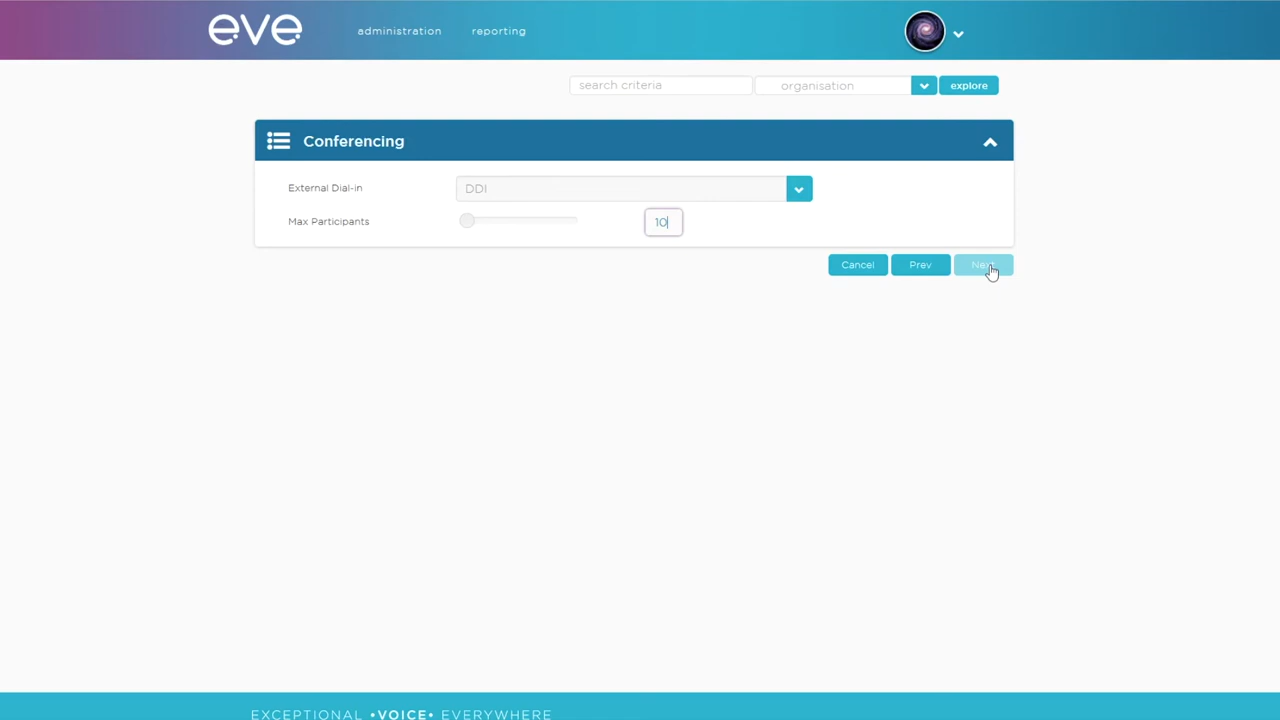 eve
administration
reporting
search criteria
organisation
explore
Conferencing
External Dial-in
DDI
Max Participants
10
Cancel
Prev
Next
EXCEPTIONAL •VOICE• EVERYWHERE